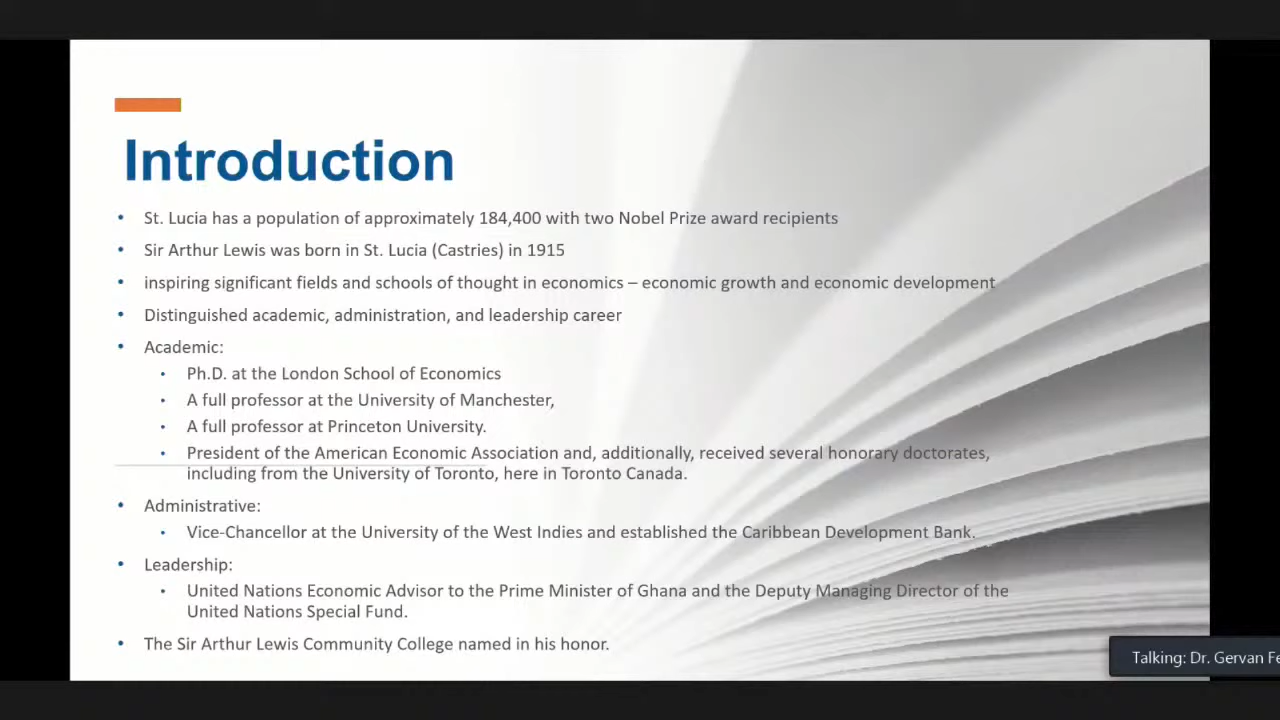 Introduction
• St. Lucia has a population of approximately 184,400 with two Nobel Prize award recipients
• Sir Arthur Lewis was born in St. Lucia (Castries) in 1915
• inspiring significant fields and schools of thought in economics – economic growth and economic development
• Distinguished academic, administration, and leadership career
• Academic:
• Ph.D. at the London School of Economics
• A full professor at the University of Manchester,
• A full professor at Princeton University.
• President of the American Economic Association and, additionally, received several honorary doctorates,
including from the University of Toronto, here in Toronto Canada.
• Administrative:
• Vice-Chancellor at the University of the West Indies and established the Caribbean Development Bank.
• Leadership:
• United Nations Economic Advisor to the Prime Minister of Ghana and the Deputy Managing Director of the
United Nations Special Fund.
• The Sir Arthur Lewis Community College named in his honor.
Talking: Dr. Gervan